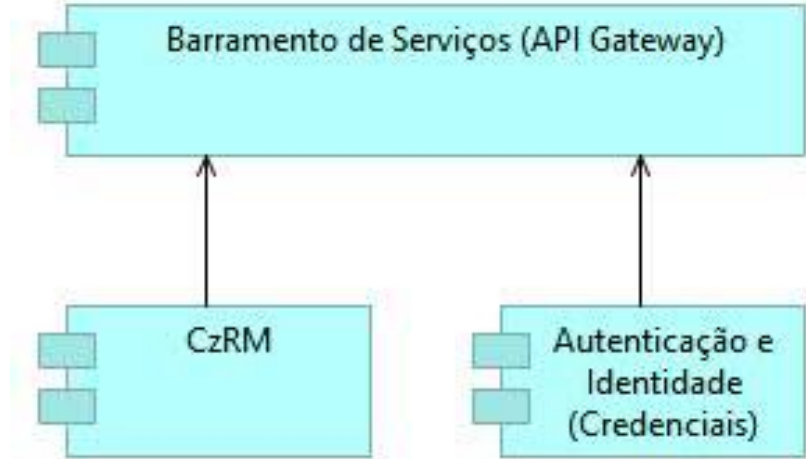 Barramento de Serviços (API Gateway)
CzRM
Autenticação e
Identidade
(Credenciais)